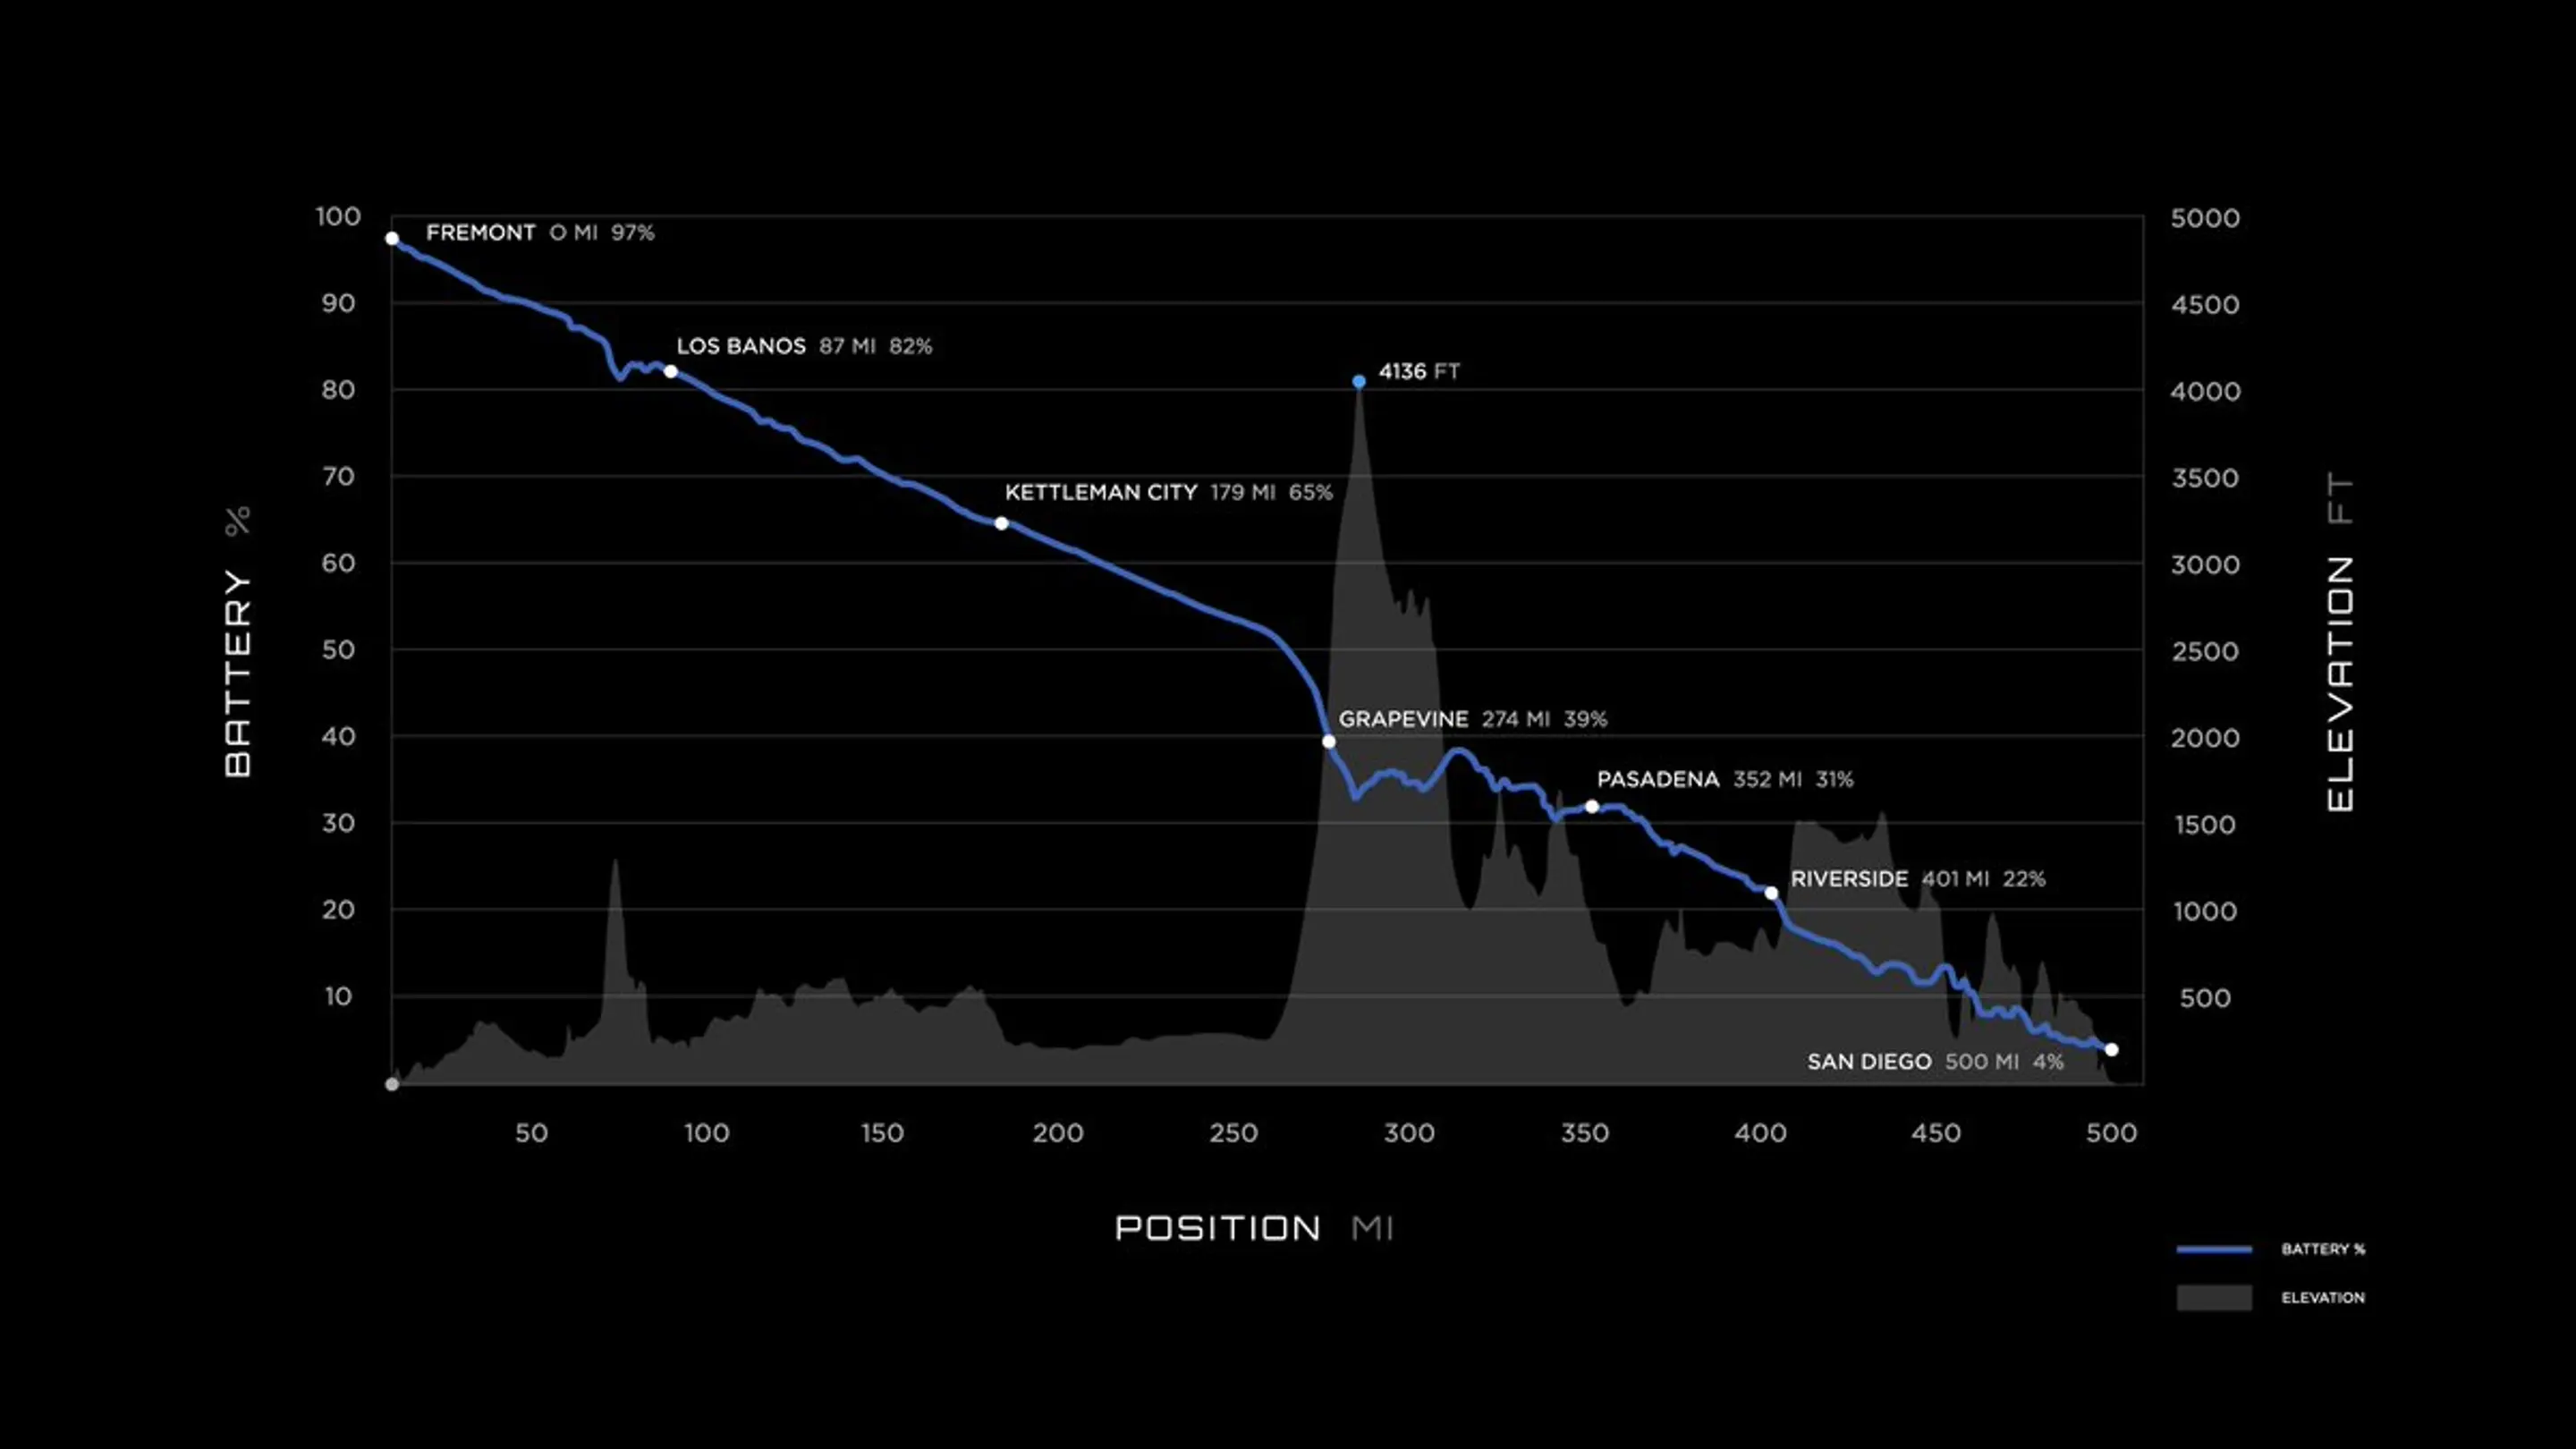 100
90
80
70
60
50
40
30
20
10
BATTERY %
5000
4500
4000
3500
3000
2500
2000
1500
1000
500
ELEVATION FT
FREMONT 0 MI 97%
LOS BANOS 87 MI 82%
4136 FT
KETTLEMAN CITY 179 MI 65%
GRAPEVINE 274 MI 39%
PASADENA 352 MI 31%
RIVERSIDE 401 MI 22%
SAN DIEGO 500 MI 4%
50 100 150 200 250 300 350 400 450 500
POSITION MI
BATTERY %
ELEVATION